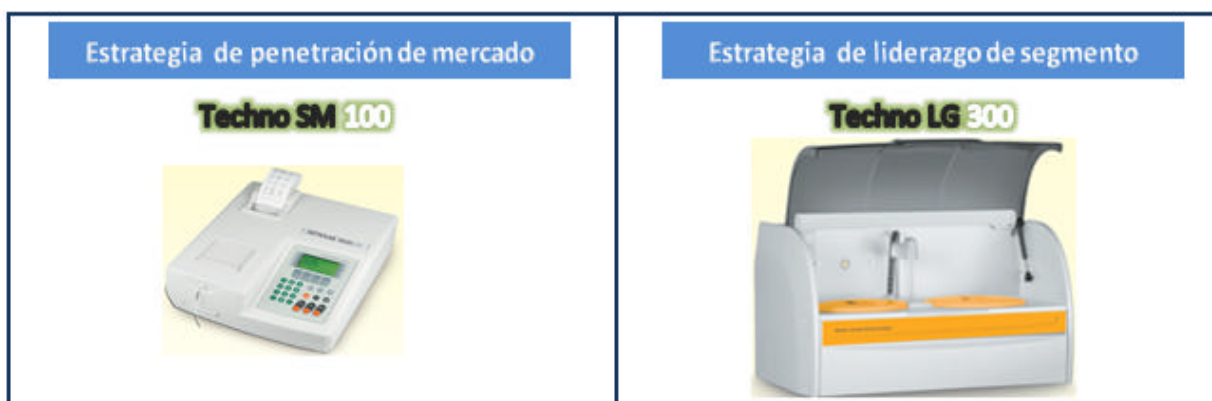 Estrategia de penetración de mercado
Techno SM 100
Estrategia de liderazgo de segmento
Techno LG 300